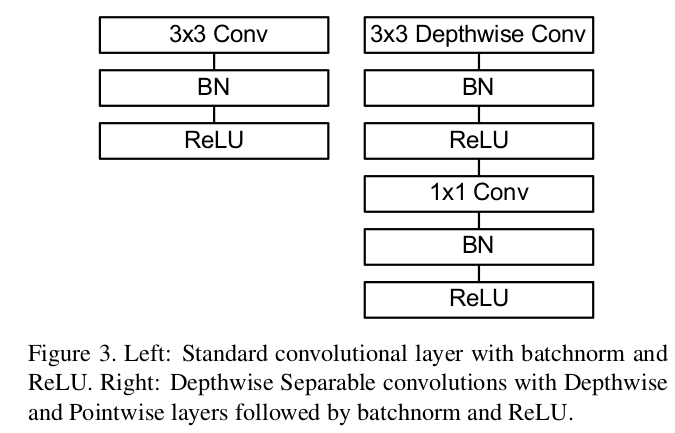 3x3 Conv
BN
ReLU
3x3 Depthwise Conv
BN
ReLU
1x1 Conv
BN
ReLU
Figure 3. Left: Standard convolutional layer with batchnorm and
ReLU. Right: Depthwise Separable convolutions with Depthwise
and Pointwise layers followed by batchnorm and ReLU.